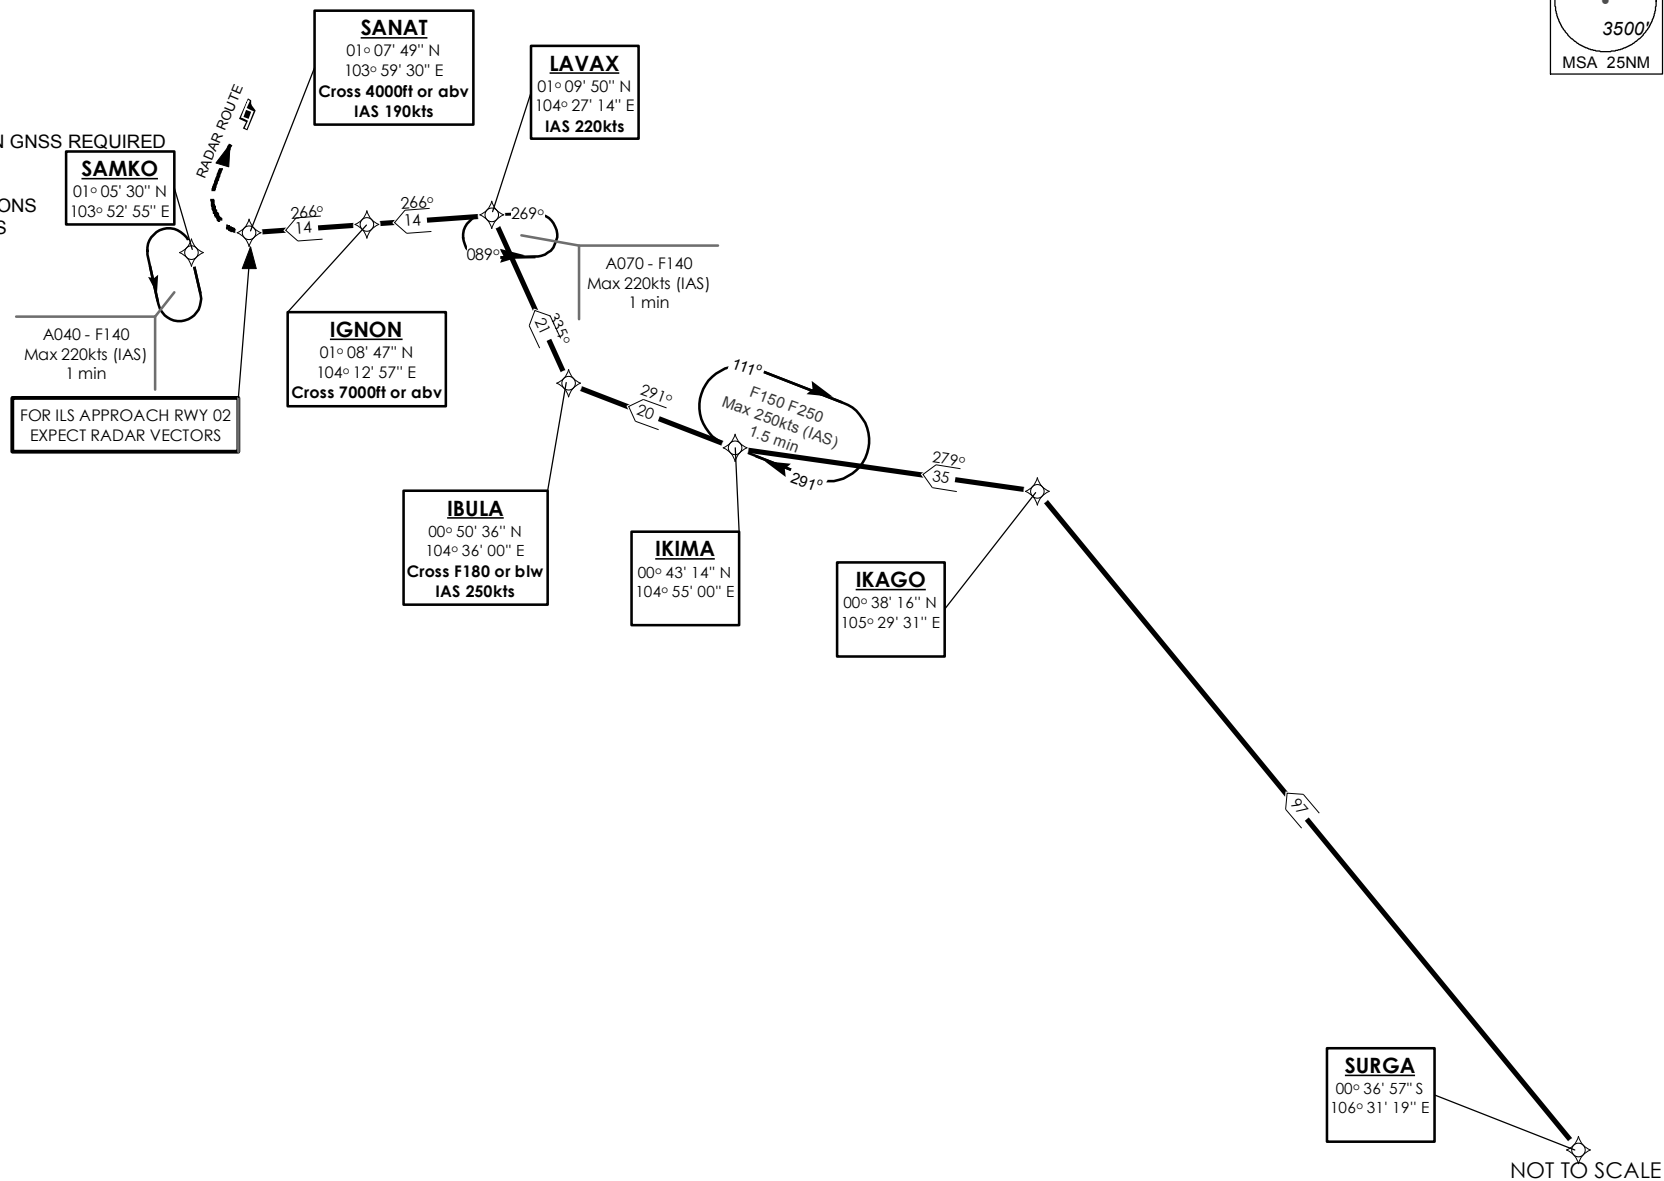 3500'
MSA 25NM
SANAT
01° 07' 49" N
103° 59' 30" E
Cross 4000ft or abv
IAS 190kts
LAVAX
01° 09' 50" N
104° 27' 14" E
IAS 220kts
RADAR ROUTE
GNSS REQUIRED
SAMKO
01° 05' 30" N
103° 52' 55" E
266°
14
266°
14
269°
089°
A070 - F140
Max 220kts (IAS)
1 min
A040 - F140
Max 220kts (IAS)
1 min
IGNON
01° 08' 47" N
104° 12' 57" E
Cross 7000ft or abv
335°
21
FOR ILS APPROACH RWY 02
EXPECT RADAR VECTORS
291°
20
111°
F150 F250
Max 250kts (IAS)
1.5 min
291°
279°
35
IBULA
00° 50' 36" N
104° 36' 00" E
Cross F180 or blw
IAS 250kts
IKIMA
00° 43' 14" N
104° 55' 00" E
IKAGO
00° 38' 16" N
105° 29' 31" E
97
SURGA
00° 36' 57" S
106° 31' 19" E
NOT TO SCALE